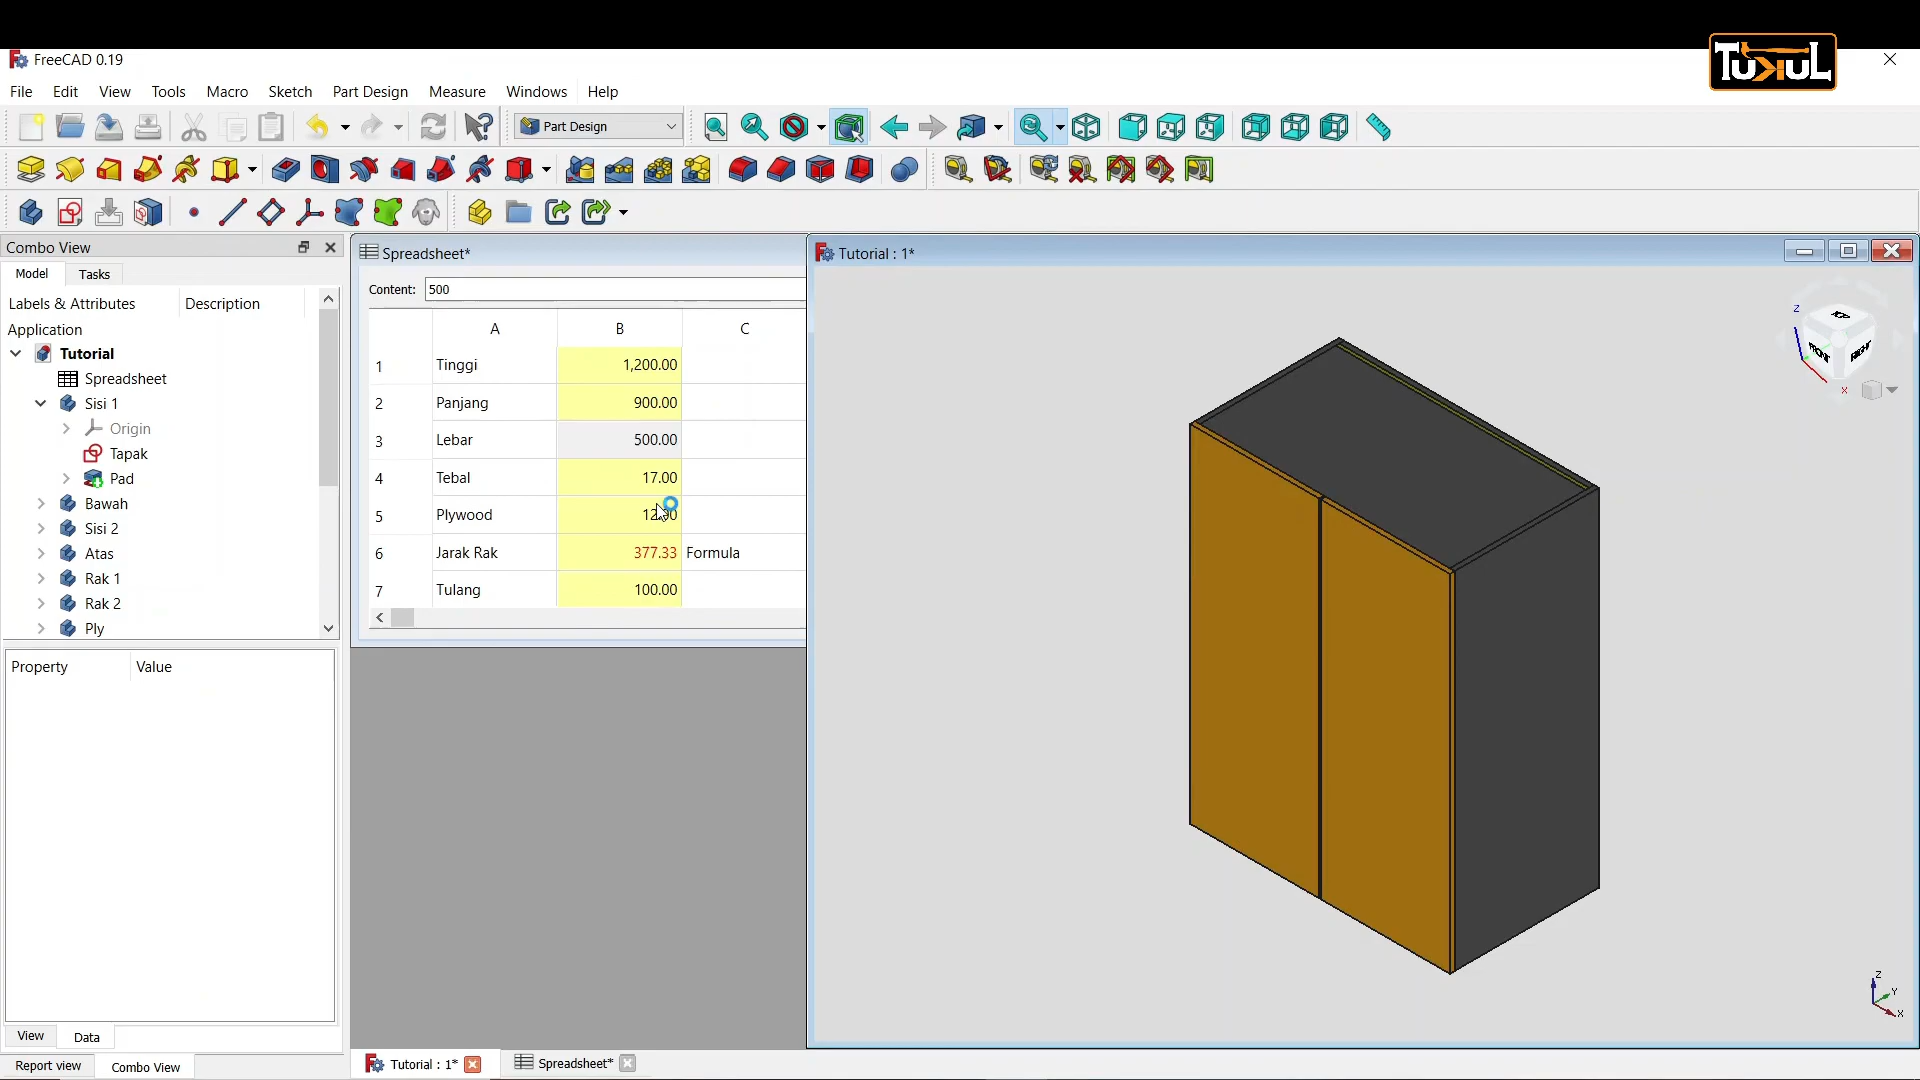 TUKUL
FreeCAD 0.19
File Edit View Tools Macro Sketch Part Design Measure Windows Help
Part Design
Combo View
Model Tasks
Labels & Attributes Description
Application
Tutorial
Spreadsheet
Sisi 1
Origin
Tapak
Pad
Bawah
Sisi 2
Atas
Rak 1
Rak 2
Ply
Property Value
View Data
Report view Combo View
Spreadsheet*
Content: 500
A B C
1 Tinggi 1,200.00
2 Panjang 900.00
3 Lebar 500.00
4 Tebal 17.00
5 Plywood
6 Jarak Rak 377.33 Formula
7 Tulang 100.00
Tutorial : 1*
Z
TOP
FRONT RIGHT
X
Z
Y
X
Tutorial : 1* Spreadsheet*